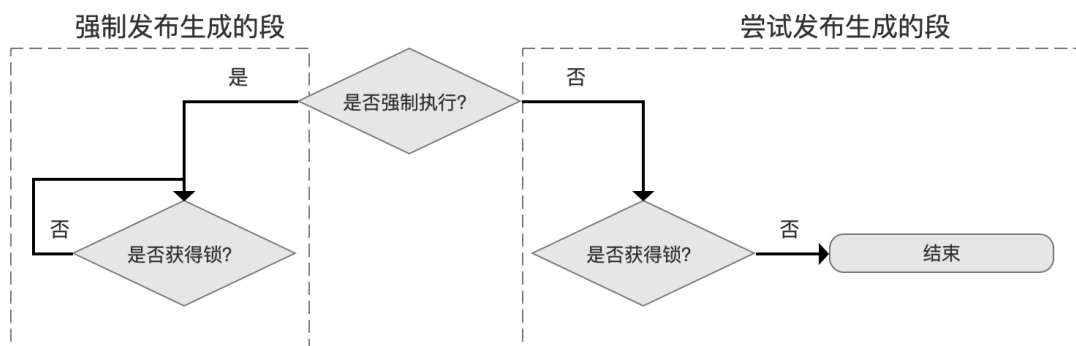 强制发布生成的段
尝试发布生成的段
是
是否强制执行?
否
否
是否获得锁?
是否获得锁?
否
结束